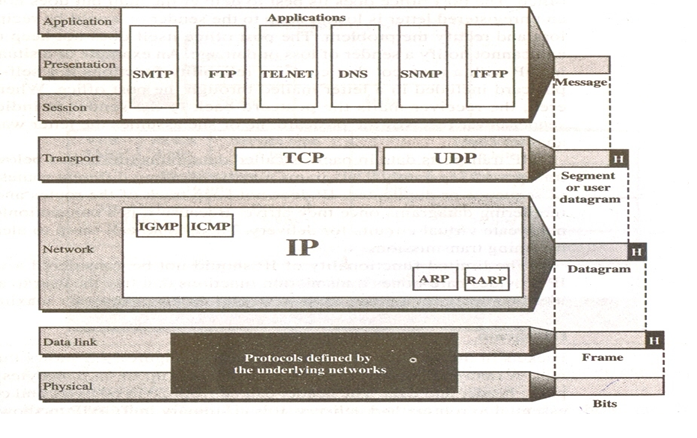 Application
Applications
Presentation
SMTP
FTP
TELNET
DNS
SNMP
TFTP
Session
Message
Transport
TCP
UDP
H
Segment
or user
datagram
Network
IGMP
ICMP
IP
ARP
RARP
H
Datagram
Data link
H
Frame
Protocols defined by
the underlying networks
Physical
Bits